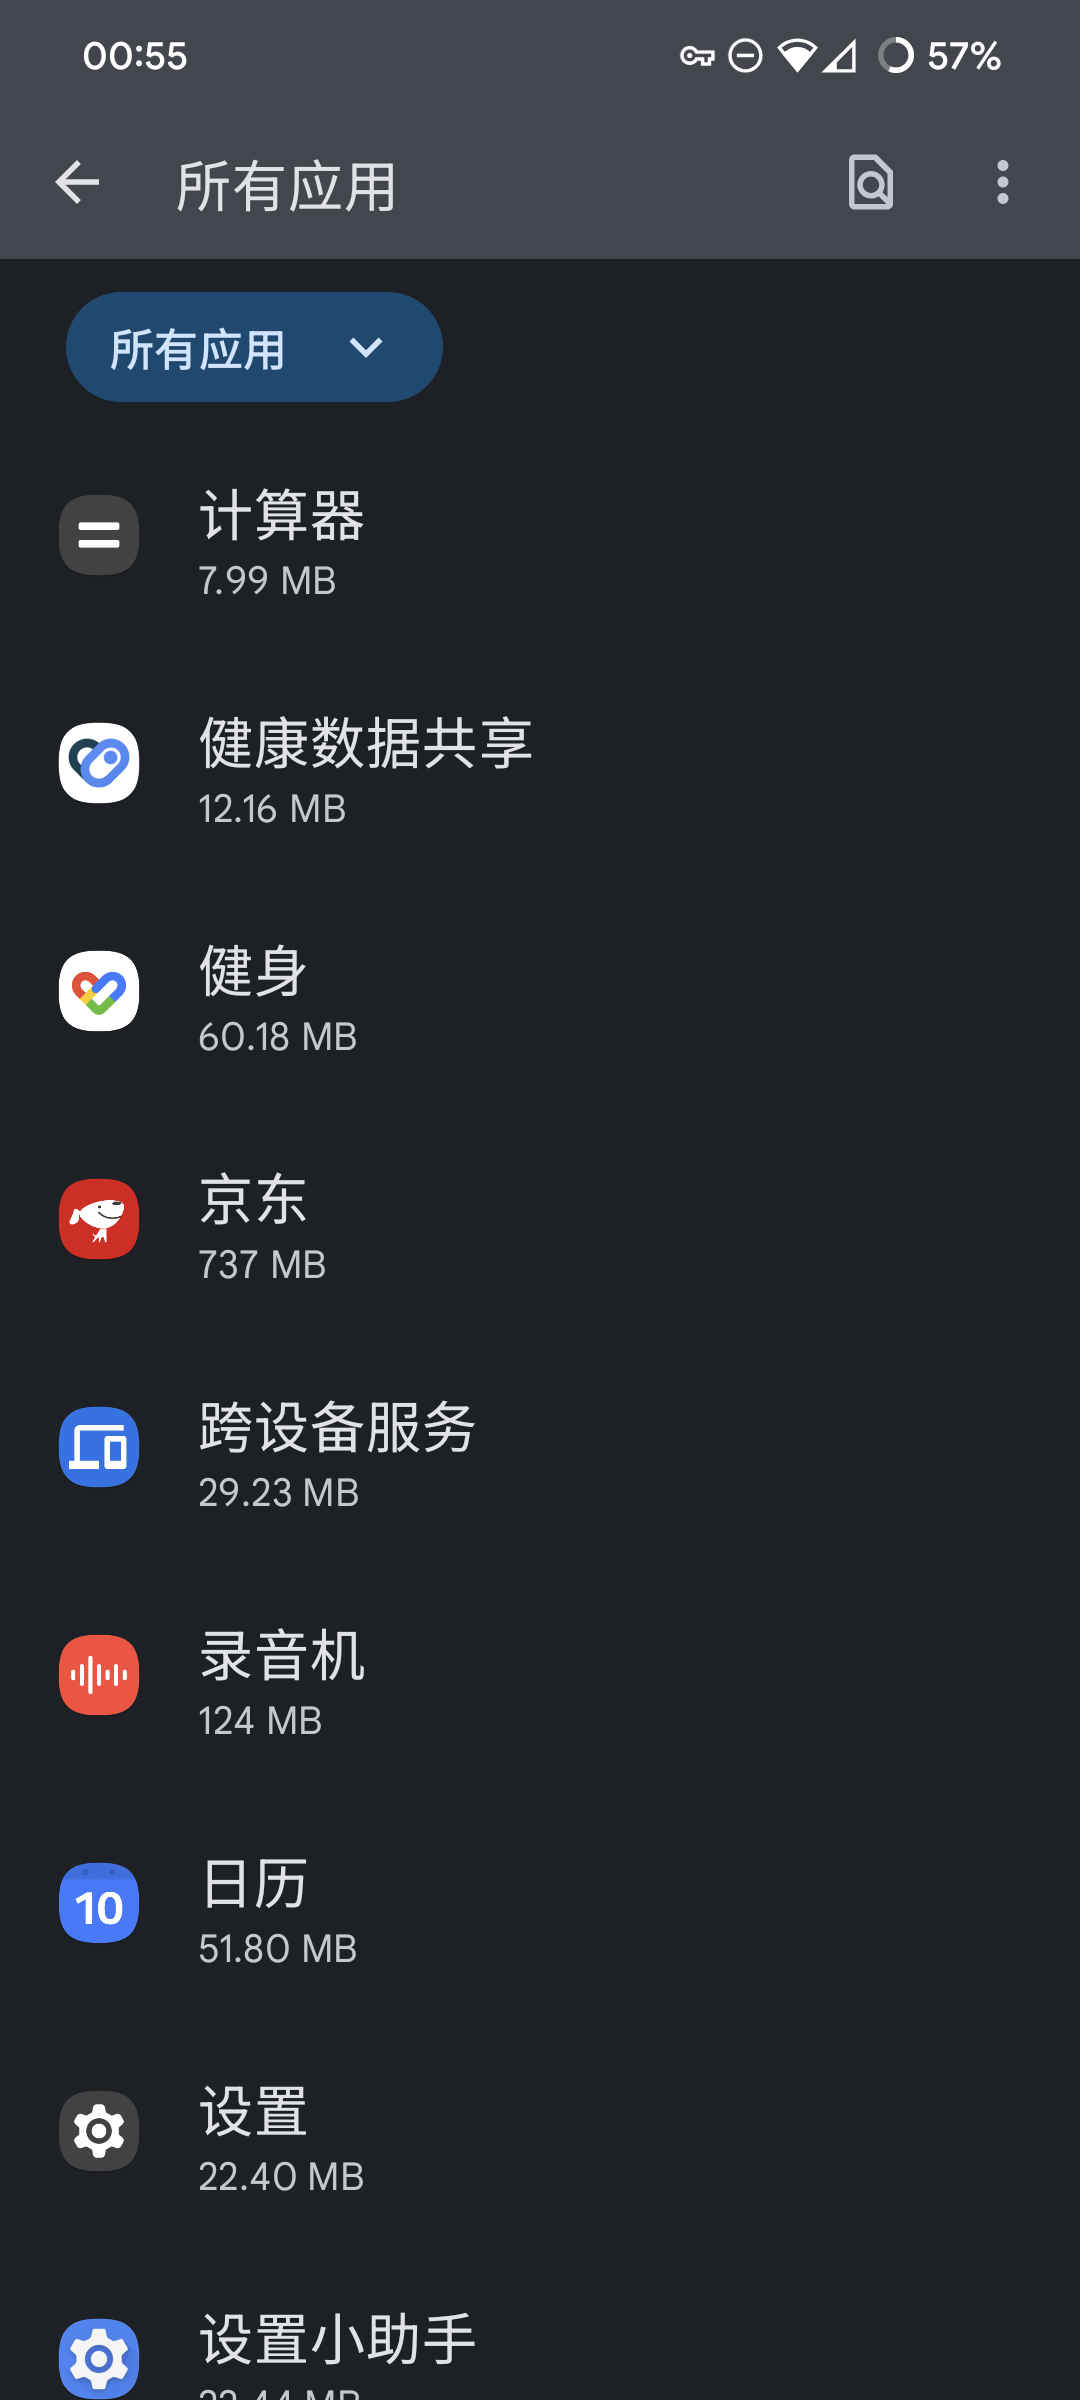 00:55
57%
所有应用
所有应用
计算器
7.99 MB
健康数据共享
12.16 MB
健身
60.18 MB
京东
737 MB
跨设备服务
29.23 MB
录音机
124 MB
10
日历
51.80 MB
设置
22.40 MB
设置小助手
22.44 MB